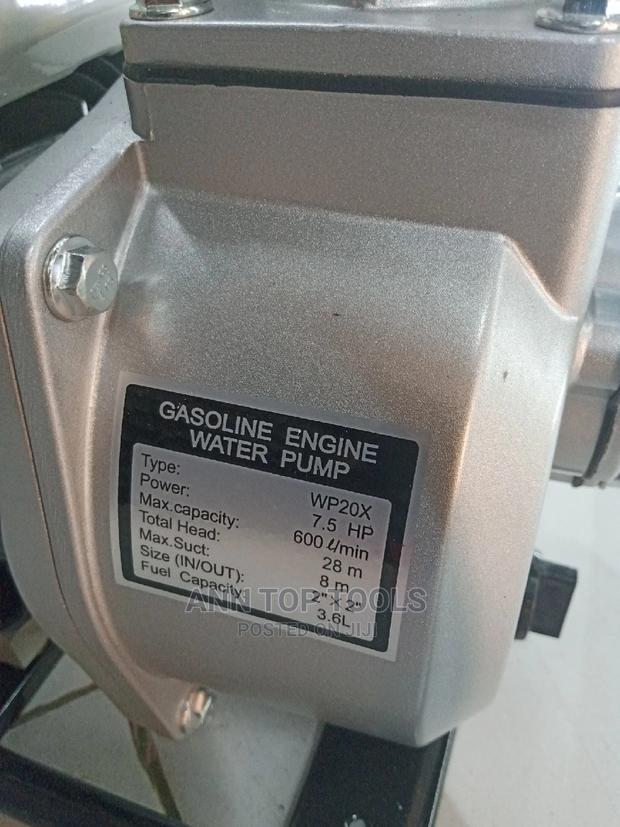 GASOLINE ENGINE
WATER PUMP
Type: WP20X
Power: 7.5 HP
Max.capacity: 600 ℓ/min
Total Head: 28 m
Max.Suct: 8 m
Size (IN/OUT): 2" X 2"
Fuel Capacity: 3.6L
ANN TOP TOOLS
POSTED ON JIJI